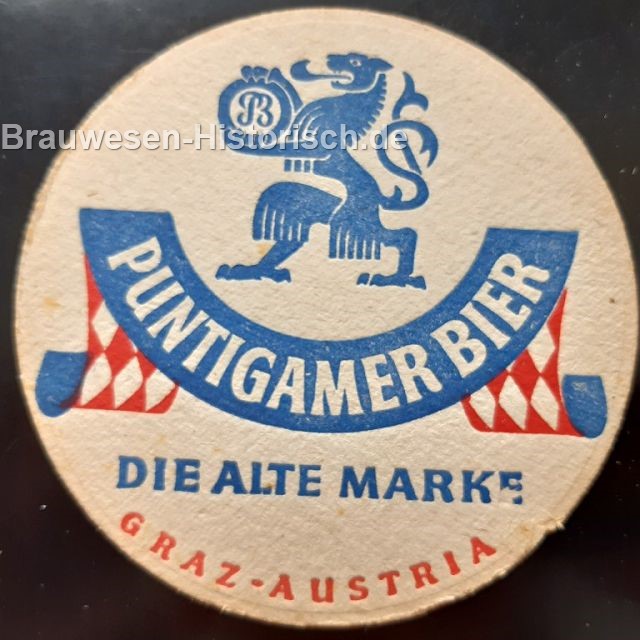 PB
Brauwesen-Historisch.de
PUNTIGAMER BIER
DIE ALTE MARKE
GRAZ-AUSTRIA